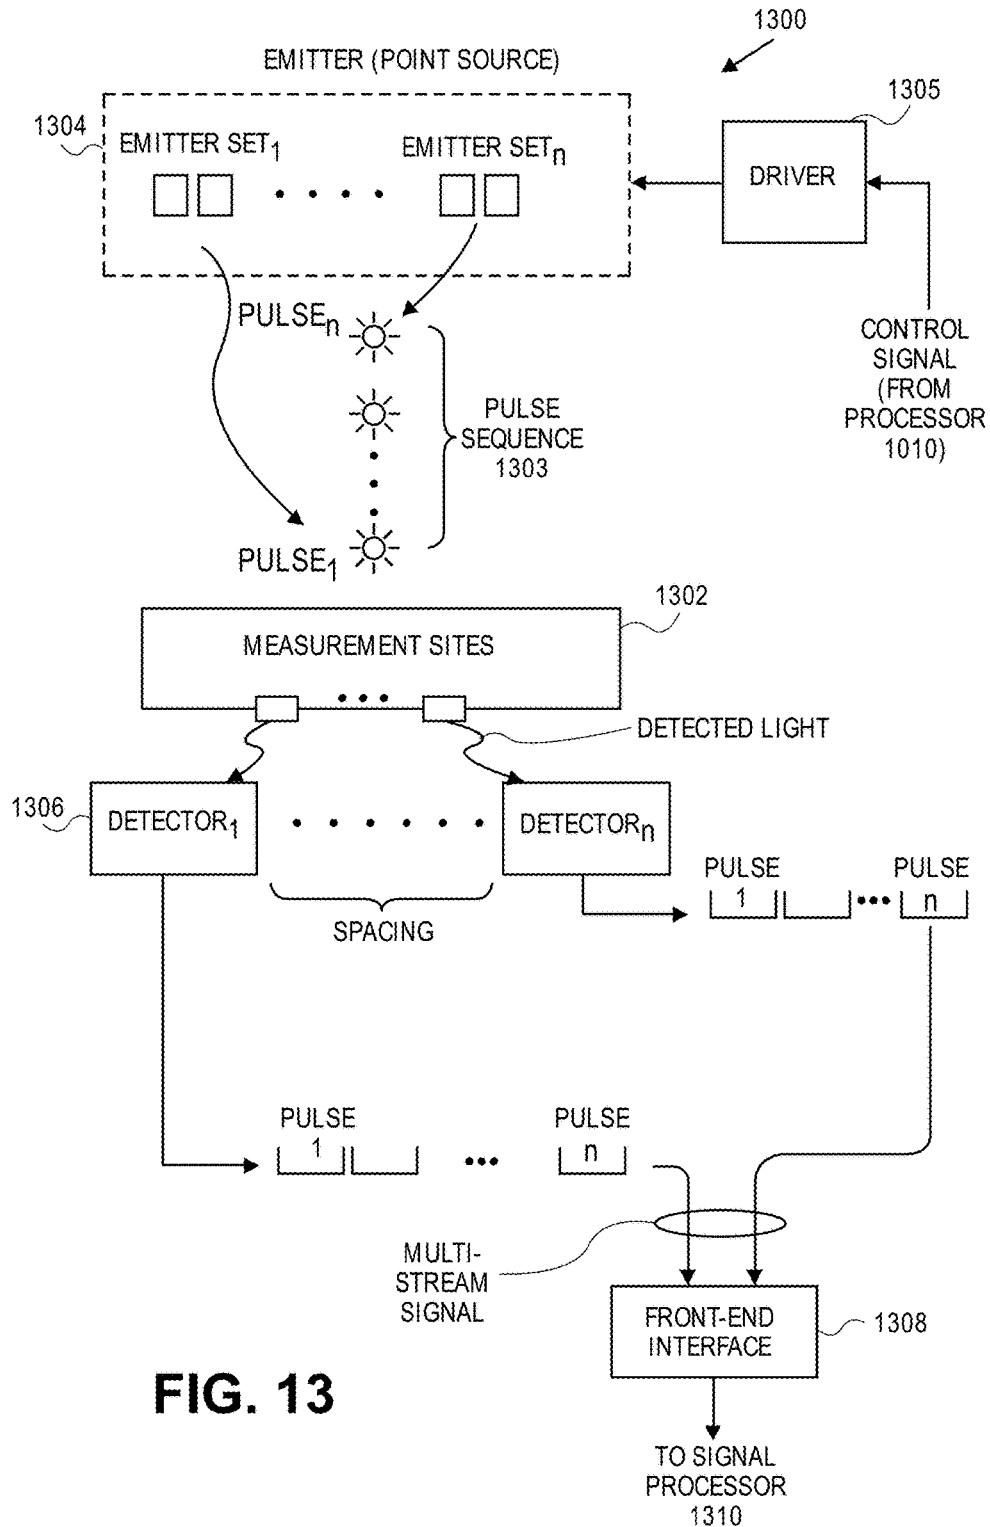 1300
EMITTER (POINT SOURCE)
1305
1304
EMITTER SET1
EMITTER SETn
DRIVER
PULSEn
CONTROL
SIGNAL
(FROM
PROCESSOR
1010)
PULSE
SEQUENCE
1303
PULSE1
1302
MEASUREMENT SITES
DETECTED LIGHT
1306
DETECTOR1
DETECTORn
PULSE
1
PULSE
n
SPACING
PULSE
1
PULSE
n
MULTI-
STREAM
SIGNAL
FRONT-END
INTERFACE
1308
FIG. 13
TO SIGNAL
PROCESSOR
1310